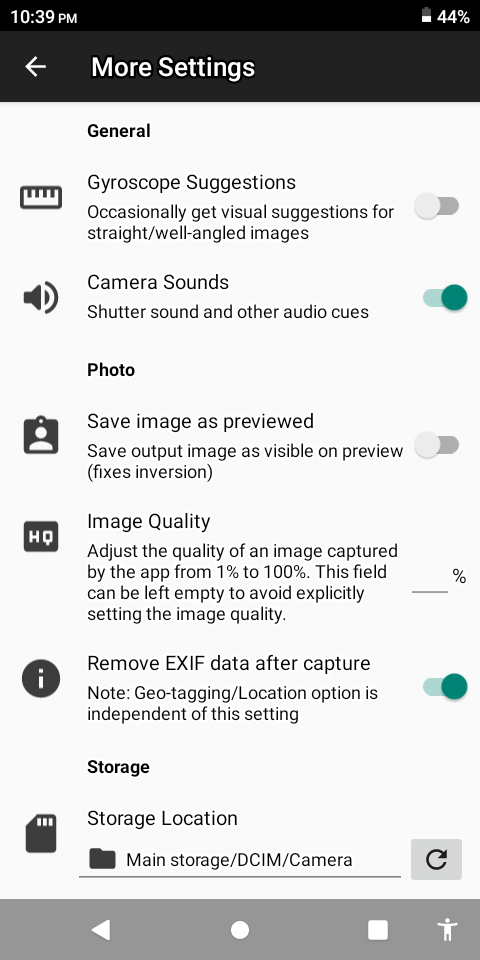 10:39 PM
44%
More Settings
General
Gyroscope Suggestions
Occasionally get visual suggestions for
straight/well-angled images
Camera Sounds
Shutter sound and other audio cues
Photo
Save image as previewed
Save output image as visible on preview
(fixes inversion)
HQ
Image Quality
Adjust the quality of an image captured
by the app from 1% to 100%. This field
can be left empty to avoid explicitly
setting the image quality.
%
Remove EXIF data after capture
Note: Geo-tagging/Location option is
independent of this setting
Storage
Storage Location
Main storage/DCIM/Camera